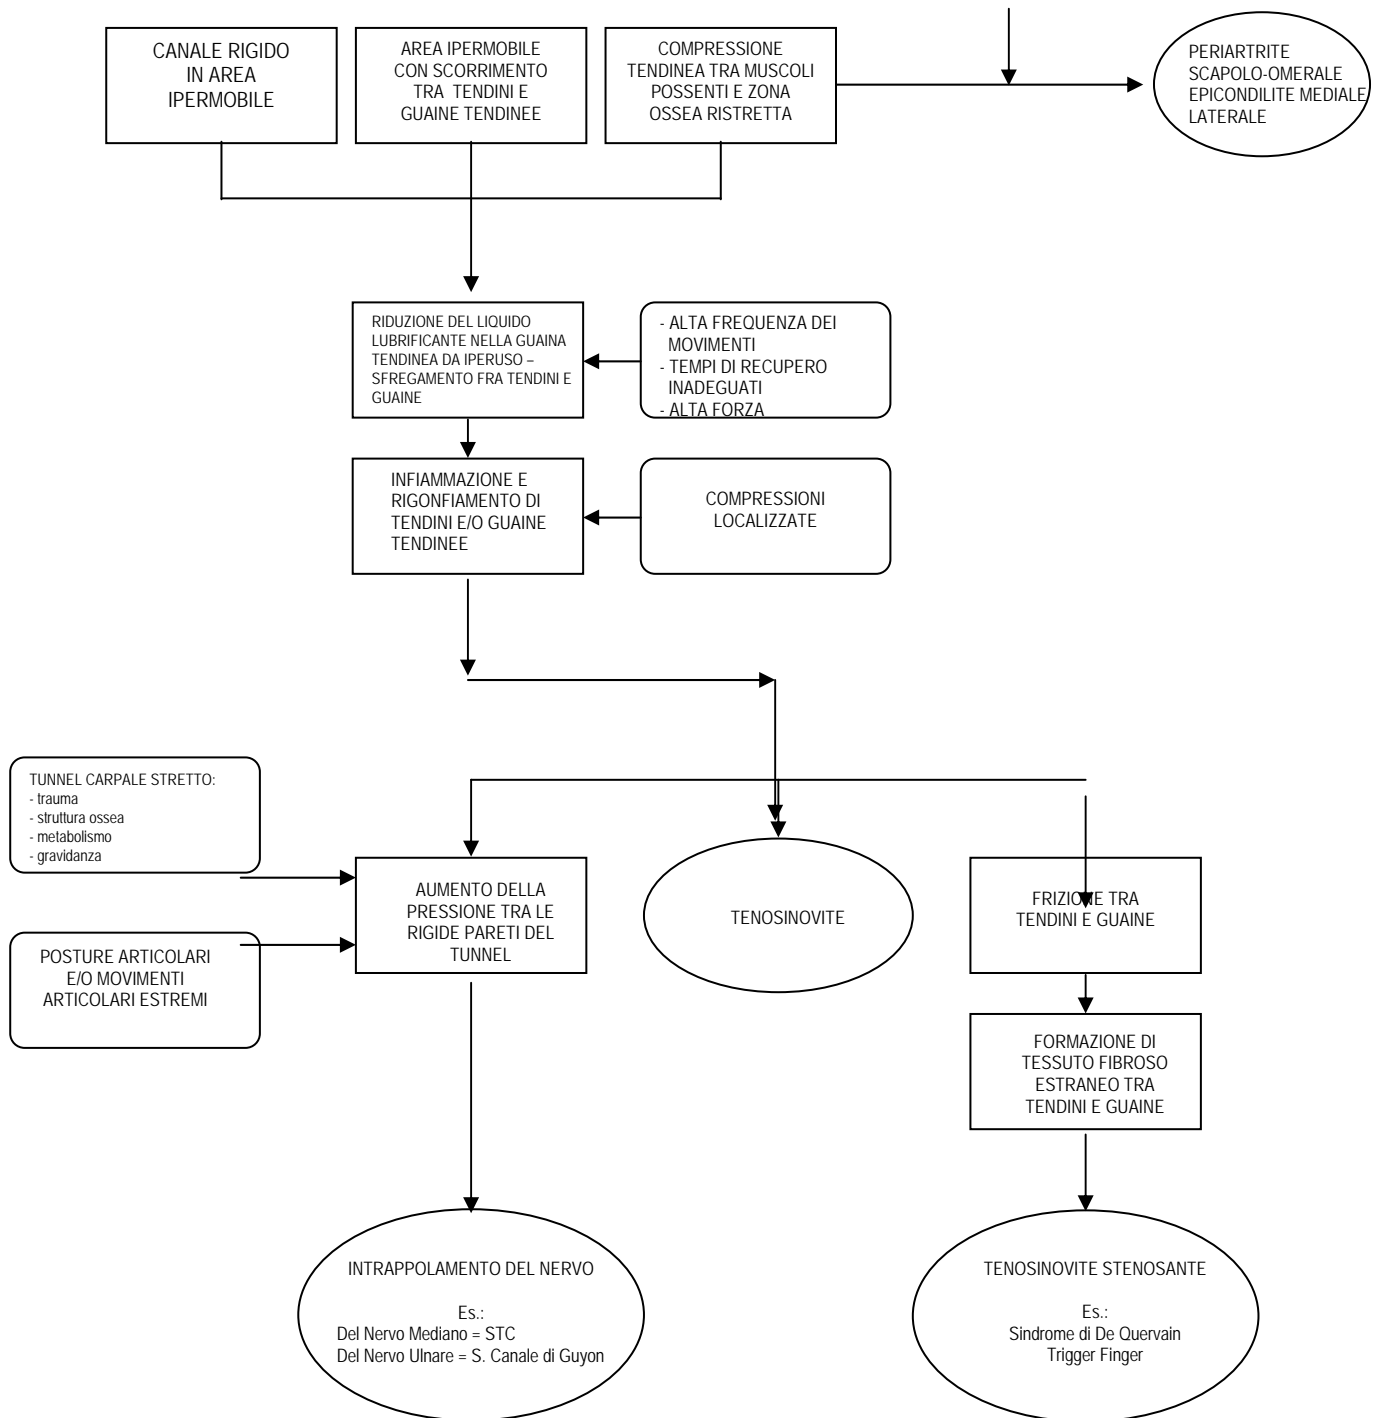 CANALE RIGIDO
IN AREA
IPERMOBILE
AREA IPERMOBILE
CON SCORRIMENTO
TRA TENDINI E
GUAINE TENDINEE
COMPRESSIONE
TENDINEA TRA MUSCOLI
POSSENTI E ZONA
OSSEA RISTRETTA
PERIARTRITE
SCAPOLO-OMERALE
EPICONDILITE MEDIALE
LATERALE
RIDUZIONE DEL LIQUIDO
LUBRIFICANTE NELLA GUAINA
TENDINEA DA IPERUSO –
SFREGAMENTO FRA TENDINI E
GUAINE
- ALTA FREQUENZA DEI
MOVIMENTI
- TEMPI DI RECUPERO
INADEGUATI
- ALTA FORZA
INFIAMMAZIONE E
RIGONFIAMENTO DI
TENDINI E/O GUAINE
TENDINEE
COMPRESSIONI
LOCALIZZATE
TUNNEL CARPALE STRETTO:
- trauma
- struttura ossea
- metabolismo
- gravidanza
POSTURE ARTICOLARI
E/O MOVIMENTI
ARTICOLARI ESTREMI
AUMENTO DELLA
PRESSIONE TRA LE
RIGIDE PARETI DEL
TUNNEL
TENOSINOVITE
FRIZIONE TRA
TENDINI E GUAINE
FORMAZIONE DI
TESSUTO FIBROSO
ESTRANEO TRA
TENDINI E GUAINE
INTRAPPOLAMENTO DEL NERVO
Es.:
Del Nervo Mediano = STC
Del Nervo Ulnare = S. Canale di Guyon
TENOSINOVITE STENOSANTE
Es.:
Sindrome di De Quervain
Trigger Finger